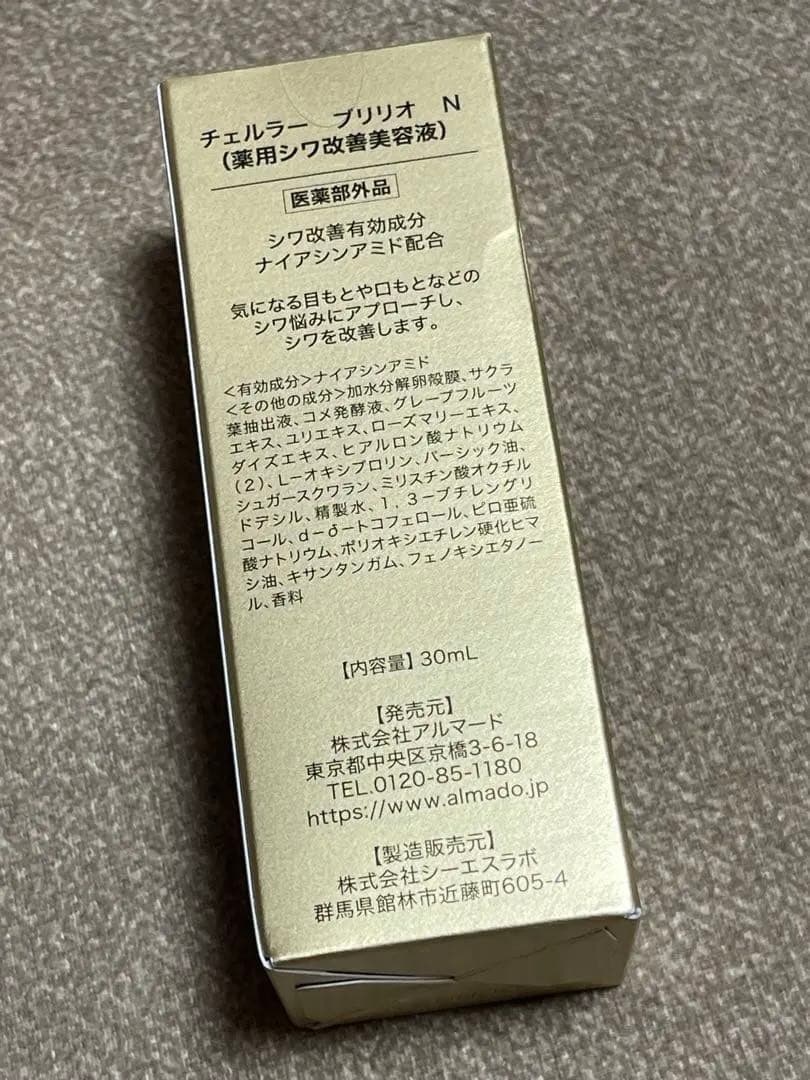 チェルラー ブリリオ N
(薬用シワ改善美容液)
医薬部外品
シワ改善有効成分
ナイアシンアミド配合
気になる目もとや口もとなどの
シワ悩みにアプローチし、
シワを改善します。
<有効成分>ナイアシンアミド
<その他の成分>加水分解卵殻膜、サクラ
葉抽出液、コメ発酵液、グレープフルーツ
エキス、ユリエキス、ローズマリーエキス、
ダイズエキス、ヒアルロン酸ナトリウム
(2)、L-オキシプロリン、パーシック油、
シュガースクワラン、ミリスチン酸オクチル
ドデシル、精製水、1,3-ブチレングリ
コール、d-δ-トコフェロール、ピロ亜硫
酸ナトリウム、ポリオキシエチレン硬化ヒマ
シ油、キサンタンガム、フェノキシエタノー
ル、香料
【内容量】30mL
【発売元】
株式会社アルマード
東京都中央区京橋3-6-18
TEL.0120-85-1180
https://www.almado.jp
【製造販売元】
株式会社シーエスラボ
群馬県館林市近藤町605-4